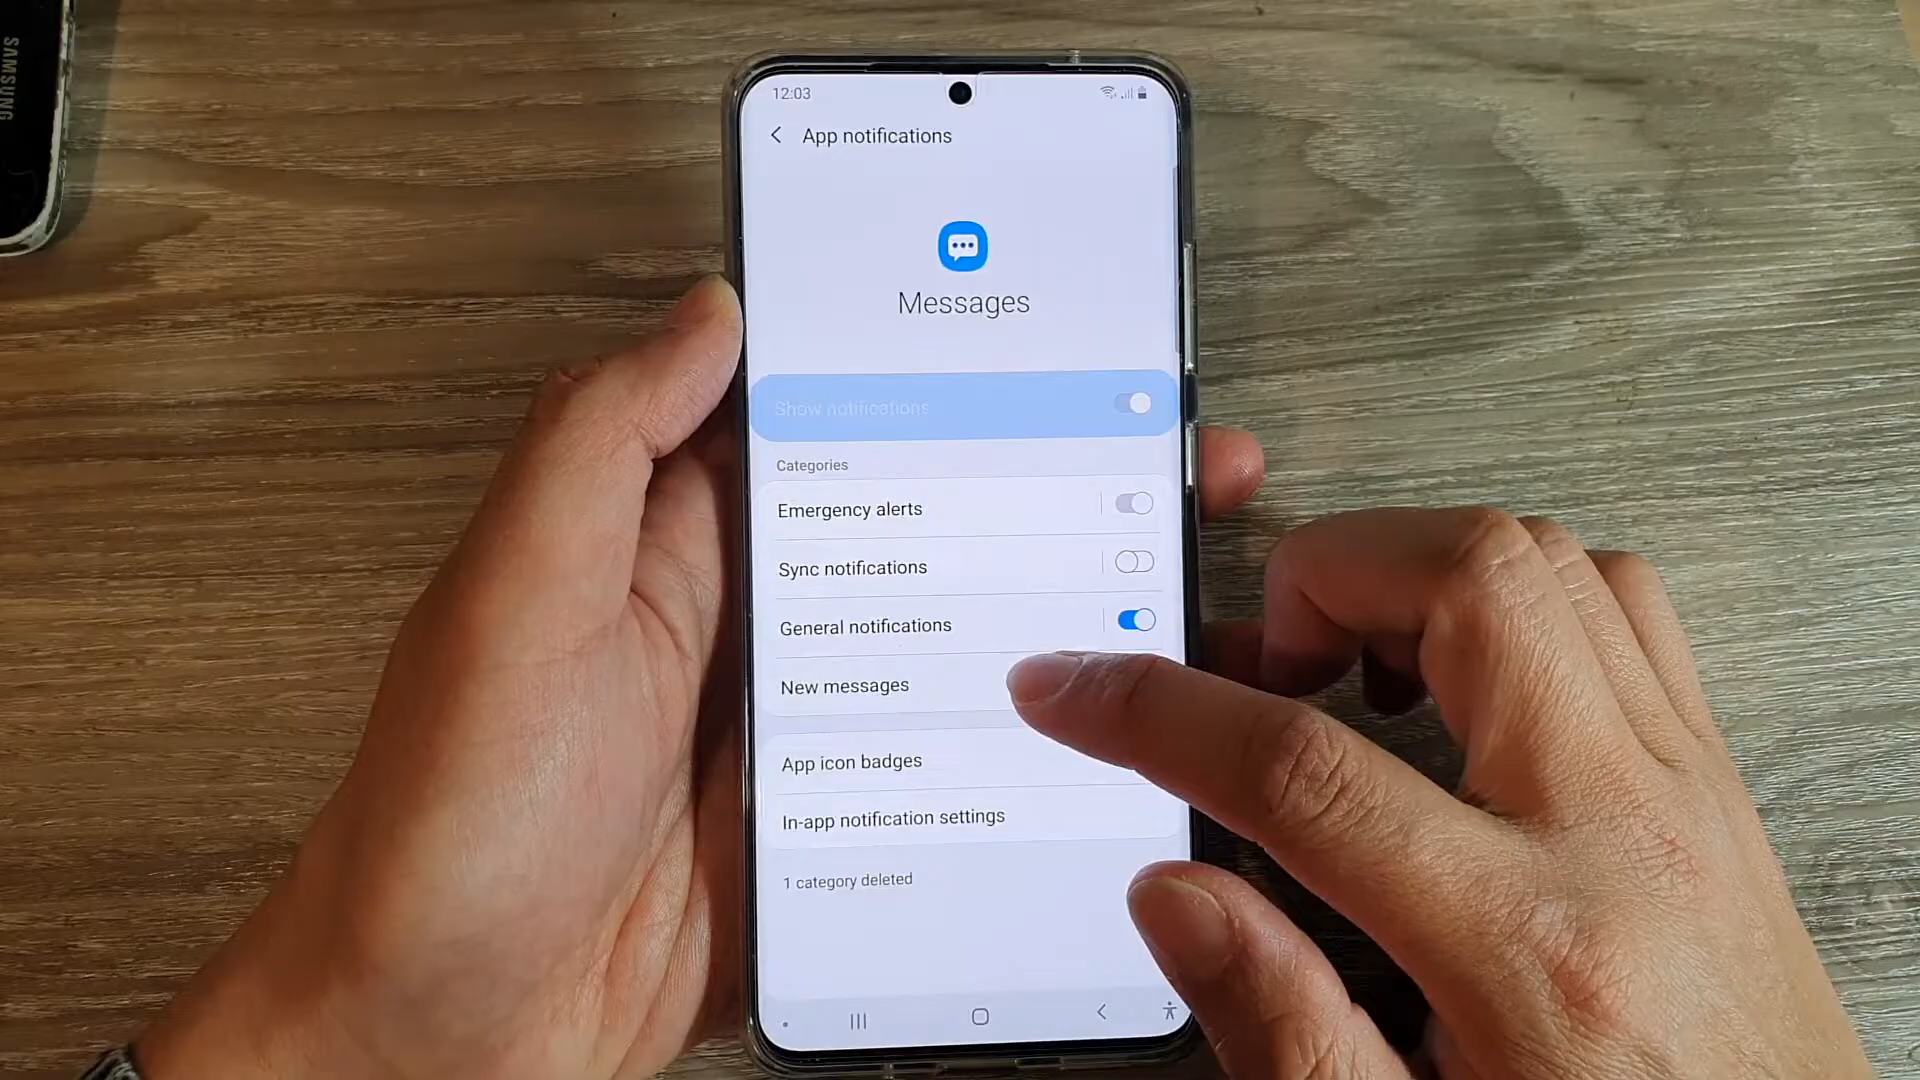 SAMSUNG
12:03
App notifications
Messages
Show notifications
Categories
Emergency alerts
Sync notifications
General notifications
New messages
App icon badges
In-app notification settings
1 category deleted